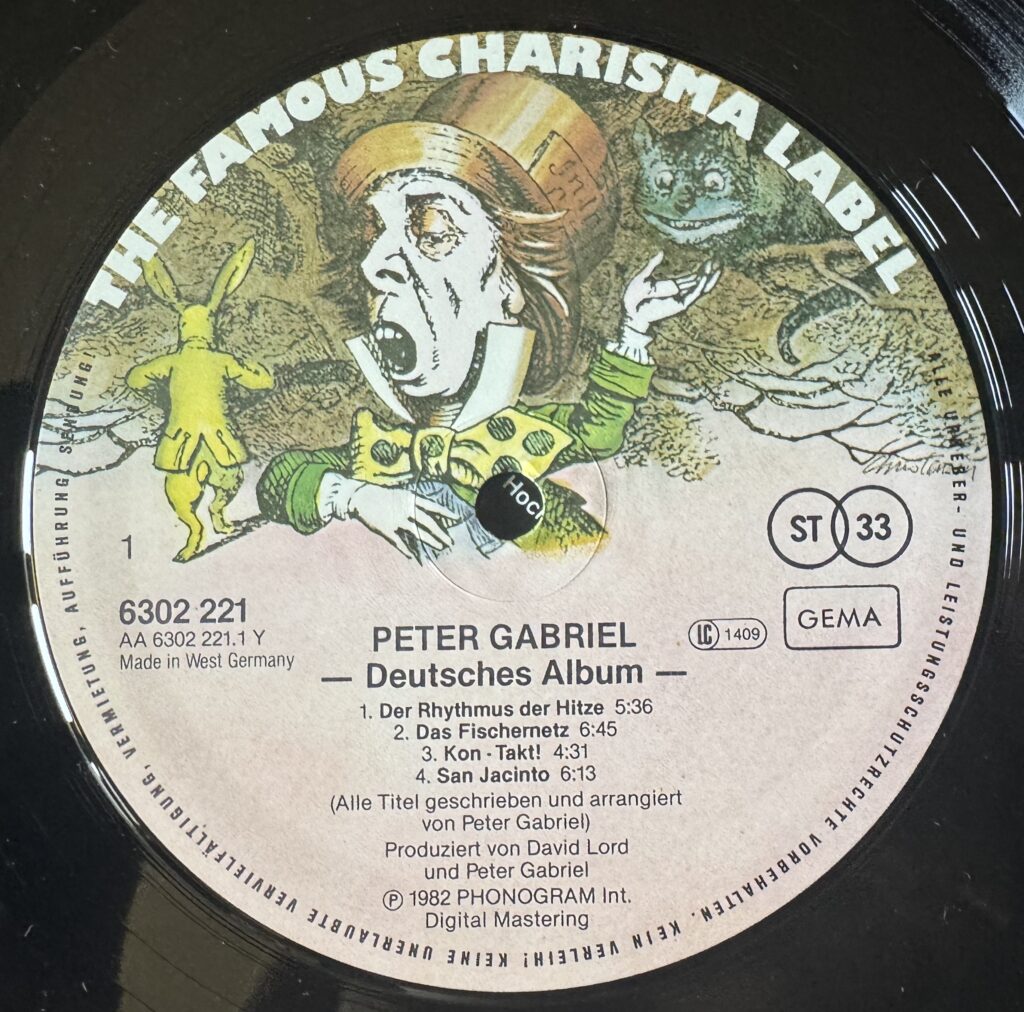 THE FAMOUS CHARISMA LABEL
Hoc
ST 33
1
GEMA
6302 221
AA 6302 221.1 Y
Made in West Germany
LC 1409
PETER GABRIEL
— Deutsches Album —
1. Der Rhythmus der Hitze 5:36
2. Das Fischernetz 6:45
3. Kon - Takt! 4:31
4. San Jacinto 6:13
(Alle Titel geschrieben und arrangiert
von Peter Gabriel)
Produziert von David Lord
und Peter Gabriel
℗ 1982 PHONOGRAM Int.
Digital Mastering
ALLE URHEBER- UND LEISTUNGSSCHUTZRECHTE VORBEHALTEN. KEIN VERLEIH! KEINE UNERLAUBTE VERVIELFÄLTIGUNG, VERMIETUNG, AUFFÜHRUNG, SENDUNG!